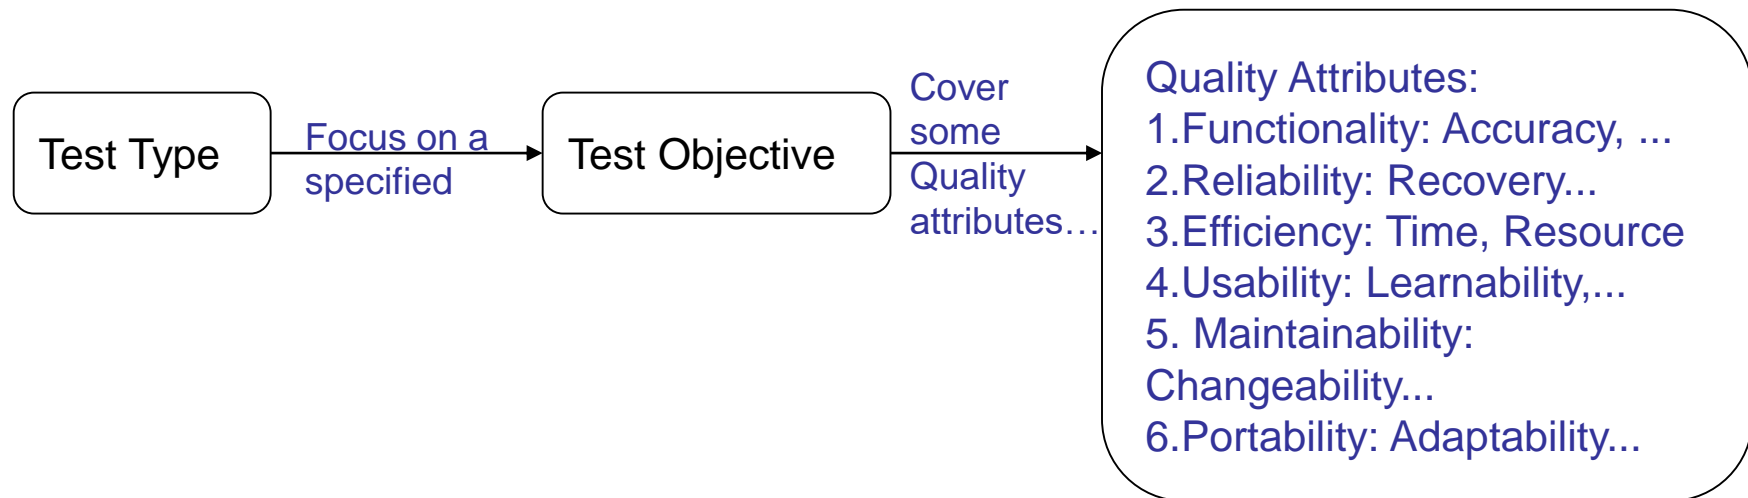 Test Type
Focus on a
specified
Test Objective
Cover
some
Quality
attributes…
Quality Attributes:
1.Functionality: Accuracy, ...
2.Reliability: Recovery...
3.Efficiency: Time, Resource
4.Usability: Learnability,...
5. Maintainability:
Changeability...
6.Portability: Adaptability...